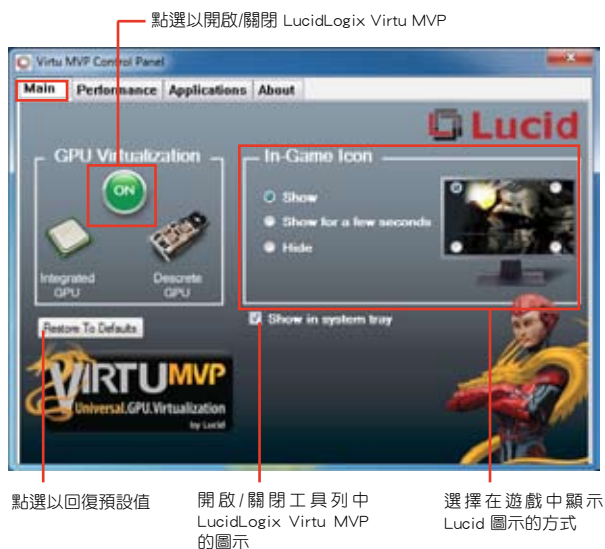 點選以開啟/關閉 LucidLogix Virtu MVP
Virtu MVP Control Panel
Main Performance Applications About
Lucid
GPU Virtualization
In-Game Icon
ON
Show
Show for a few seconds
Hide
Integrated GPU
Descrete GPU
Restore To Defaults
Show in system tray
VIRTUMVP
Universal.GPU.Virtualization
by Lucid
點選以回復預設值
開啟/關閉工具列中
LucidLogix Virtu MVP
的圖示
選擇在遊戲中顯示
Lucid 圖示的方式